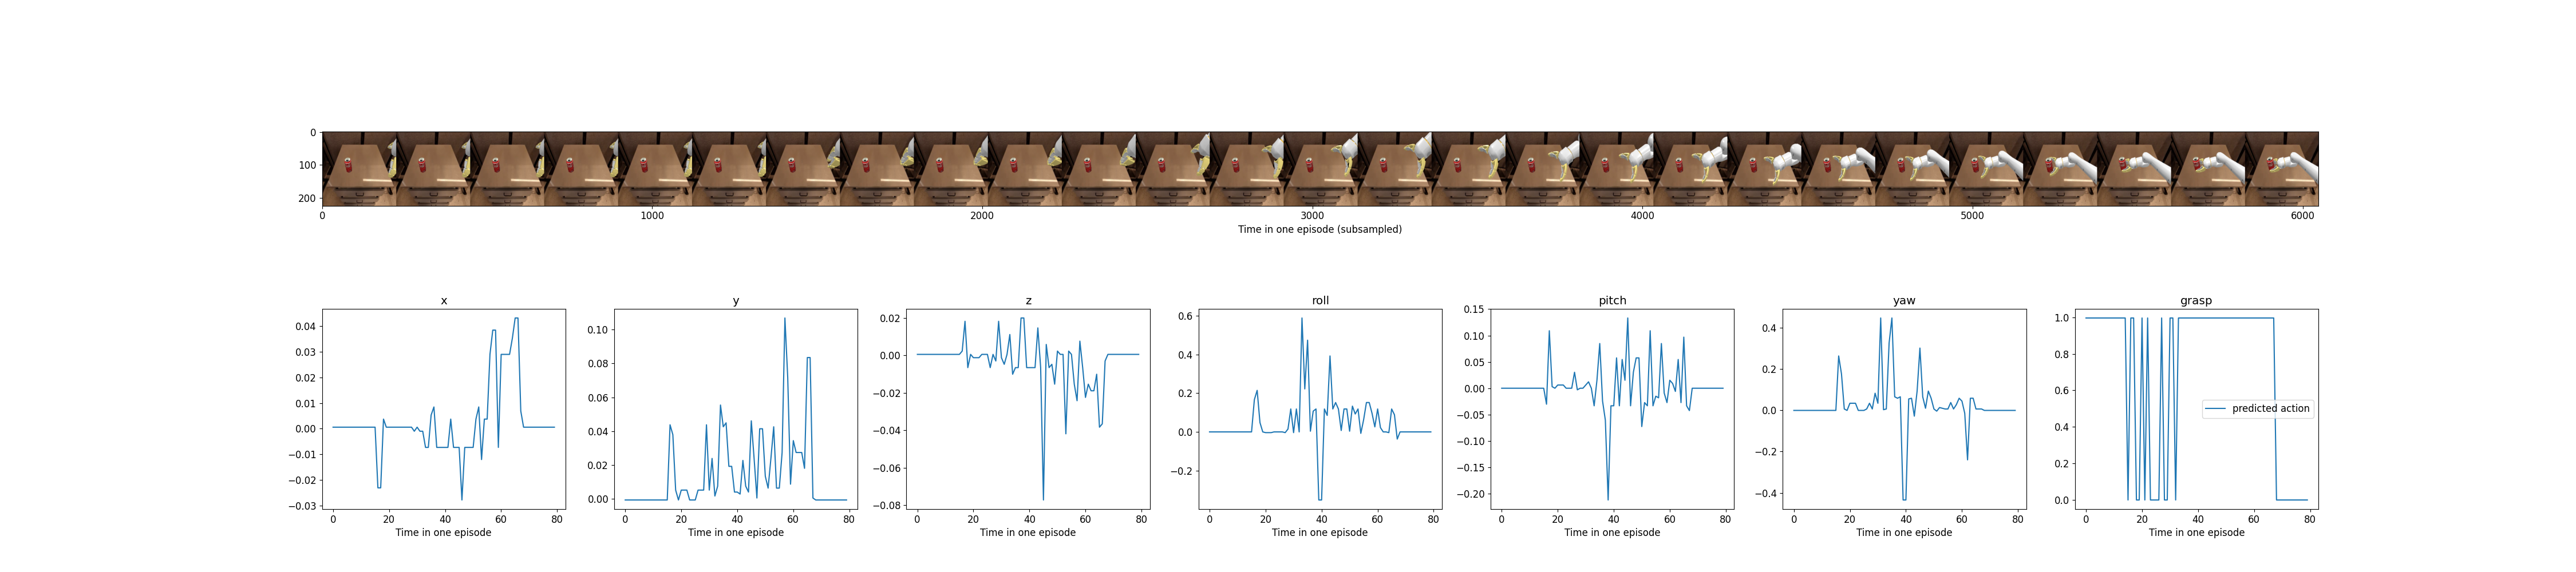 0
100
200
0 1000 2000 3000 4000 5000 6000
Time in one episode (subsampled)
x
0.04
0.03
0.02
0.01
0.00
−0.01
−0.02
−0.03
0 20 40 60 80
Time in one episode
y
0.10
0.08
0.06
0.04
0.02
0.00
0 20 40 60 80
Time in one episode
z
0.02
0.00
−0.02
−0.04
−0.06
−0.08
0 20 40 60 80
Time in one episode
roll
0.6
0.4
0.2
0.0
−0.2
0 20 40 60 80
Time in one episode
pitch
0.15
0.10
0.05
0.00
−0.05
−0.10
−0.15
−0.20
0 20 40 60 80
Time in one episode
yaw
0.4
0.2
0.0
−0.2
−0.4
0 20 40 60 80
Time in one episode
grasp
1.0
0.8
0.6
0.4
0.2
0.0
predicted action
0 20 40 60 80
Time in one episode